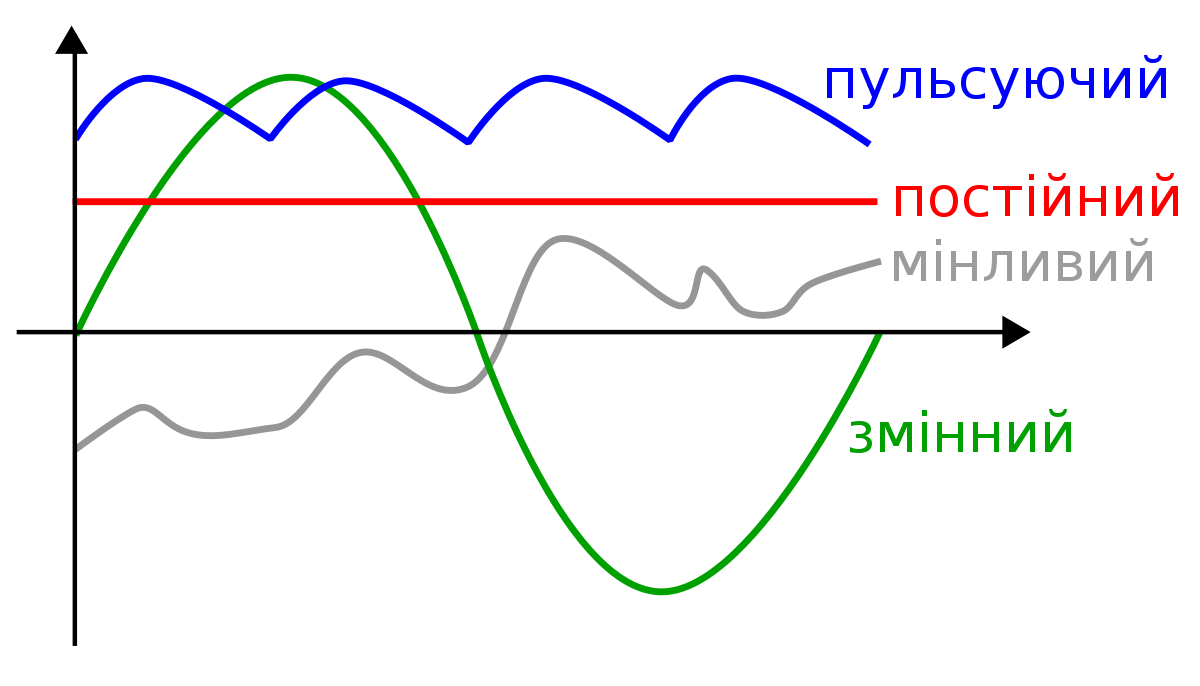 пульсуючий
постійний
мінливий
змінний